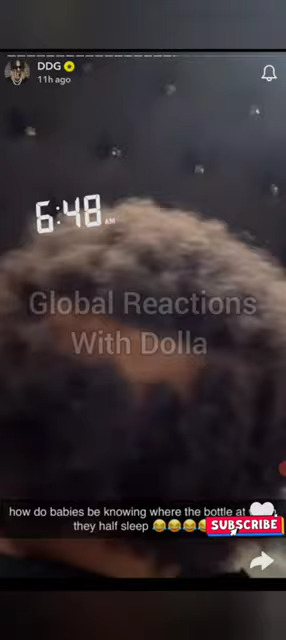 DDG
11h ago
6:48 AM
Global Reactions
With Dolla
how do babies be knowing where the bottle at
they half sleep 😂😂😂
SUBSCRIBE